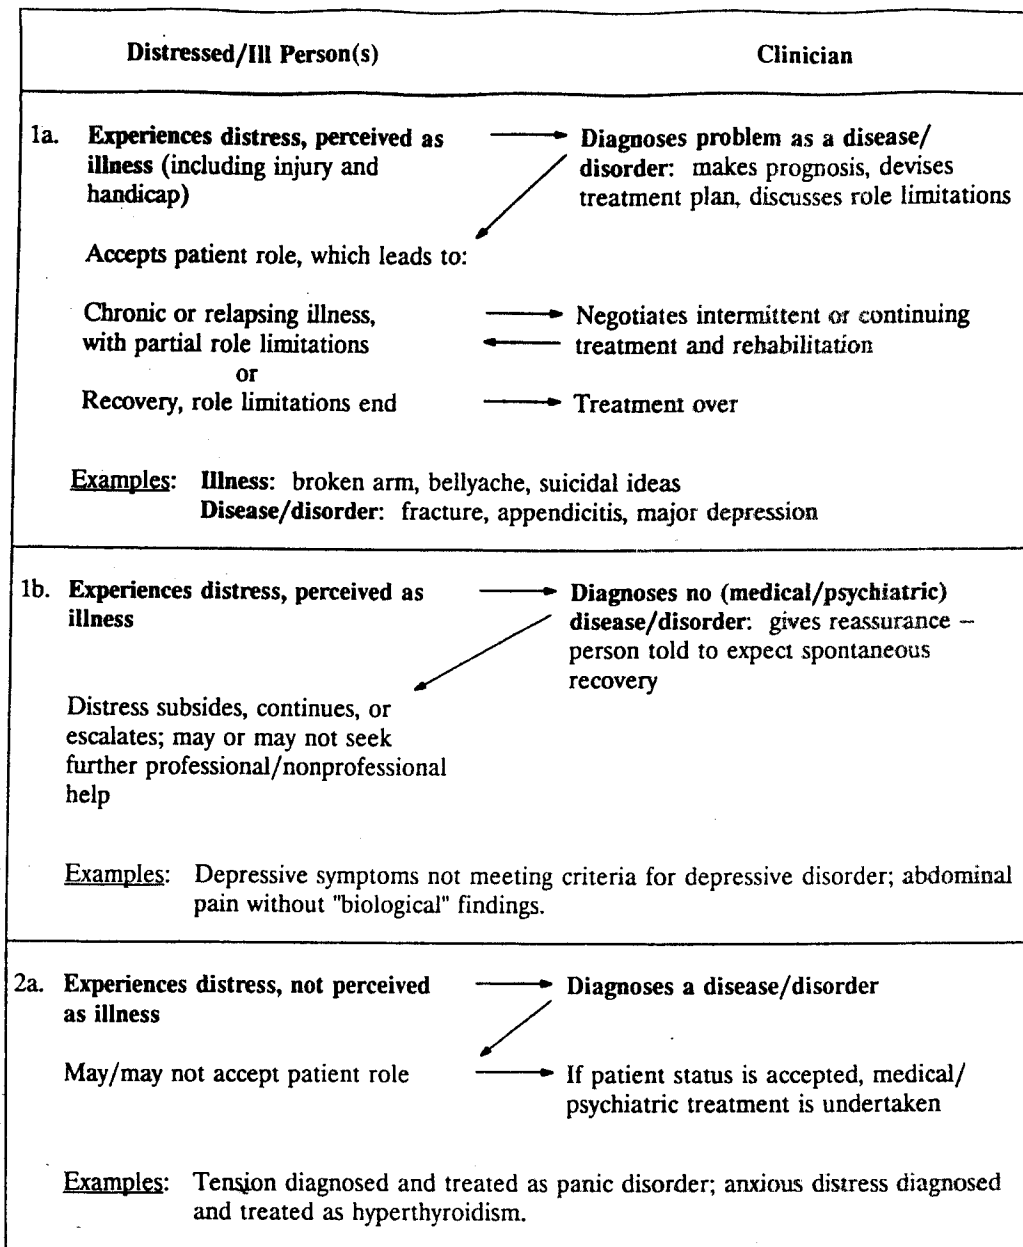 Distressed/Ill Person(s) Clinician
1a. Experiences distress, perceived as
illness (including injury and
handicap)
Diagnoses problem as a disease/
disorder: makes prognosis, devises
treatment plan, discusses role limitations
Accepts patient role, which leads to:
Chronic or relapsing illness,
with partial role limitations
or
Recovery, role limitations end
Negotiates intermittent or continuing
treatment and rehabilitation
Treatment over
Examples: Illness: broken arm, bellyache, suicidal ideas
Disease/disorder: fracture, appendicitis, major depression
1b. Experiences distress, perceived as
illness
Diagnoses no (medical/psychiatric)
disease/disorder: gives reassurance –
person told to expect spontaneous
recovery
Distress subsides, continues, or
escalates; may or may not seek
further professional/nonprofessional
help
Examples: Depressive symptoms not meeting criteria for depressive disorder; abdominal
pain without "biological" findings.
2a. Experiences distress, not perceived
as illness
Diagnoses a disease/disorder
May/may not accept patient role
If patient status is accepted, medical/
psychiatric treatment is undertaken
Examples: Tension diagnosed and treated as panic disorder; anxious distress diagnosed
and treated as hyperthyroidism.